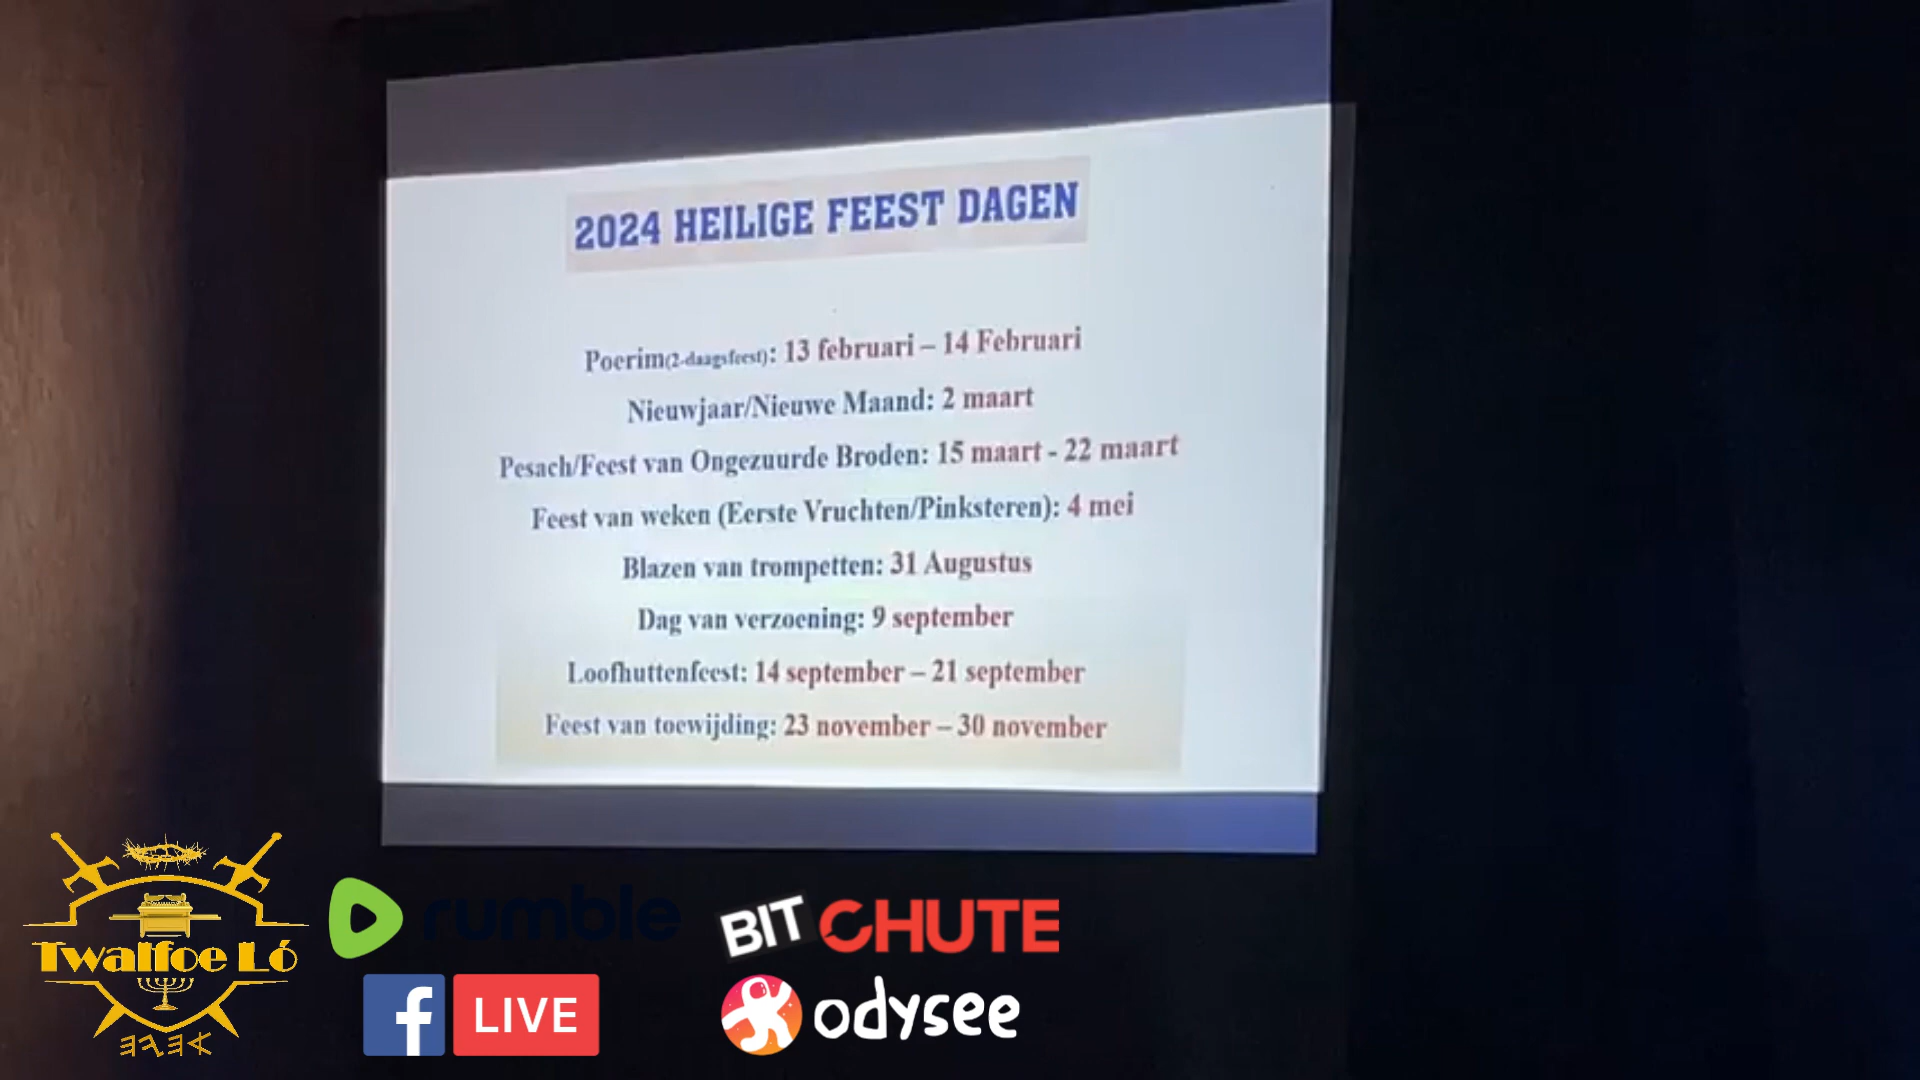 2024 HEILIGE FEEST DAGEN
Poerim(2-daagsfeest): 13 februari – 14 Februari
Nieuwjaar/Nieuwe Maand: 2 maart
Pesach/Feest van Ongezuurde Broden: 15 maart - 22 maart
Feest van weken (Eerste Vruchten/Pinksteren): 4 mei
Blazen van trompetten: 31 Augustus
Dag van verzoening: 9 september
Loofhuttenfeest: 14 september – 21 september
Feest van toewijding: 23 november – 30 november
Twalfoe Ló
rumble
BITCHUTE
f LIVE
odysee